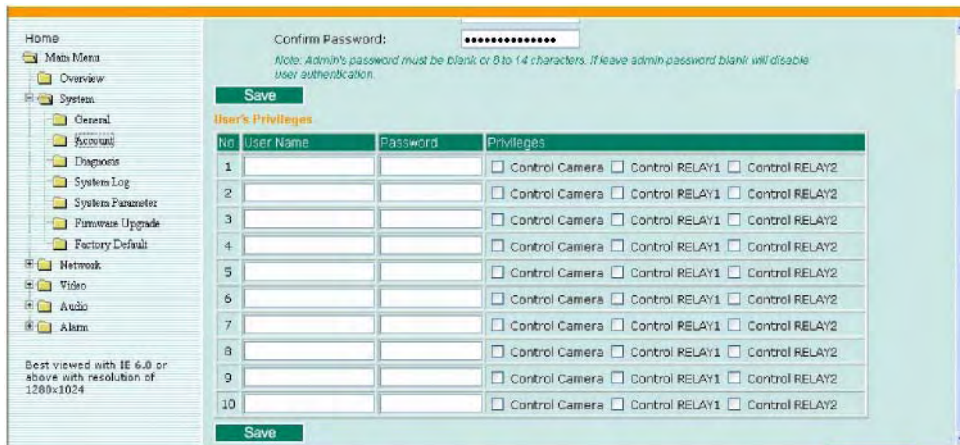 Home
Main Menu
Overview
System
General
Account
Diagnosis
System Log
System Parameter
Firmware Upgrade
Factory Default
Network
Video
Audio
Alarm
Best viewed with IE 6.0 or
above with resolution of
1280x1024
Confirm Password: ••••••••••••••
Note: Admin's password must be blank or 8 to 14 characters. If leave admin password blank will disable
user authentication.
Save
User's Privileges
No User Name Password Privileges
1 Control Camera Control RELAY1 Control RELAY2
2 Control Camera Control RELAY1 Control RELAY2
3 Control Camera Control RELAY1 Control RELAY2
4 Control Camera Control RELAY1 Control RELAY2
5 Control Camera Control RELAY1 Control RELAY2
6 Control Camera Control RELAY1 Control RELAY2
7 Control Camera Control RELAY1 Control RELAY2
8 Control Camera Control RELAY1 Control RELAY2
9 Control Camera Control RELAY1 Control RELAY2
10 Control Camera Control RELAY1 Control RELAY2
Save